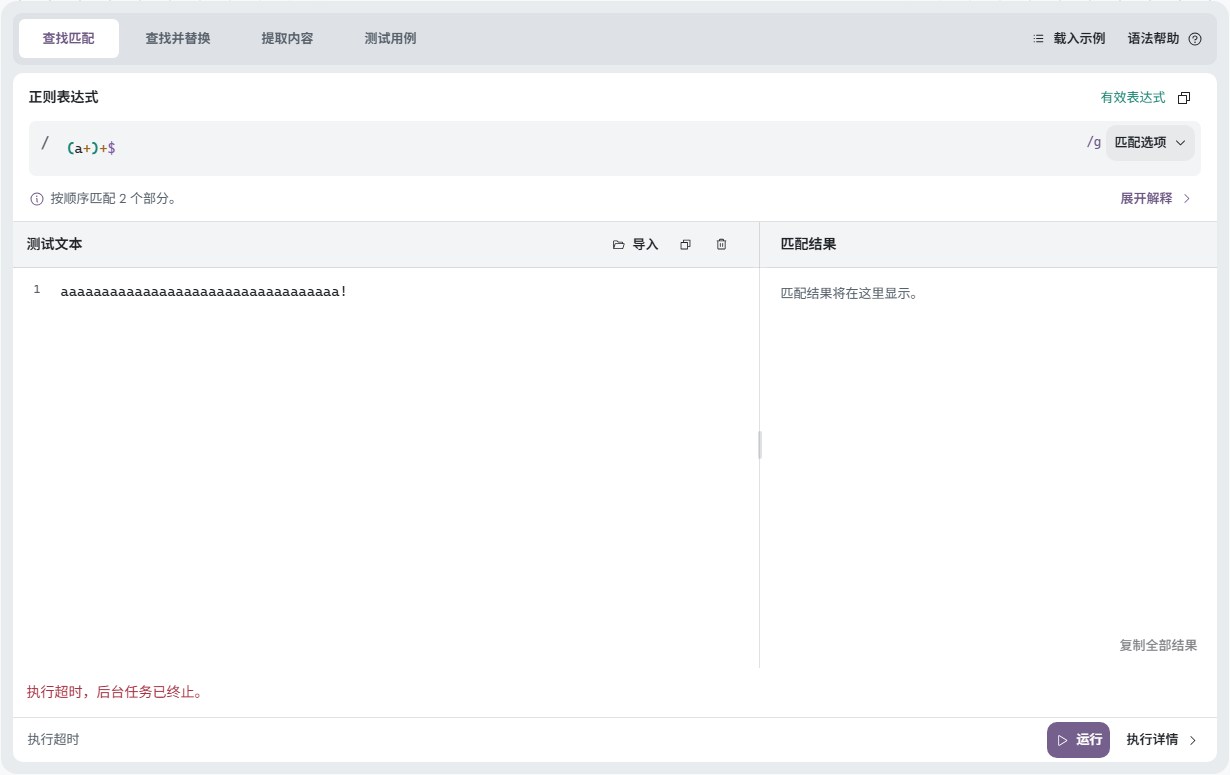 查找匹配 查找并替换 提取内容 测试用例 载入示例 语法帮助
正则表达式 有效表达式
/ (a+)+$ /g 匹配选项
按顺序匹配 2 个部分。 展开解释
测试文本 导入 匹配结果
1 aaaaaaaaaaaaaaaaaaaaaaaaaaaaaaaaaa! 匹配结果将在这里显示。
复制全部结果
执行超时，后台任务已终止。
执行超时 运行 执行详情